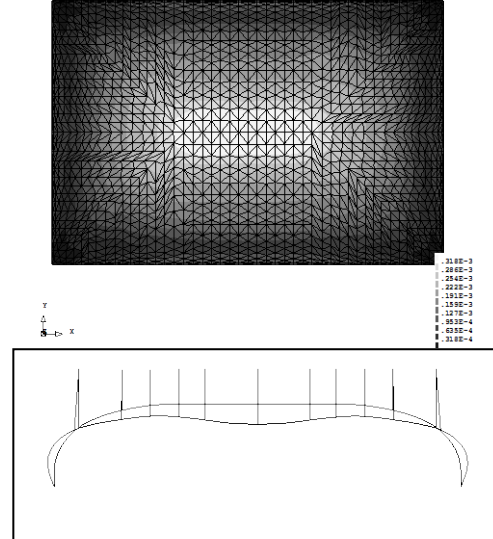 .318E-3
.286E-3
.254E-3
.222E-3
.191E-3
.159E-3
.127E-3
.953E-4
.635E-4
.318E-4
Y
X